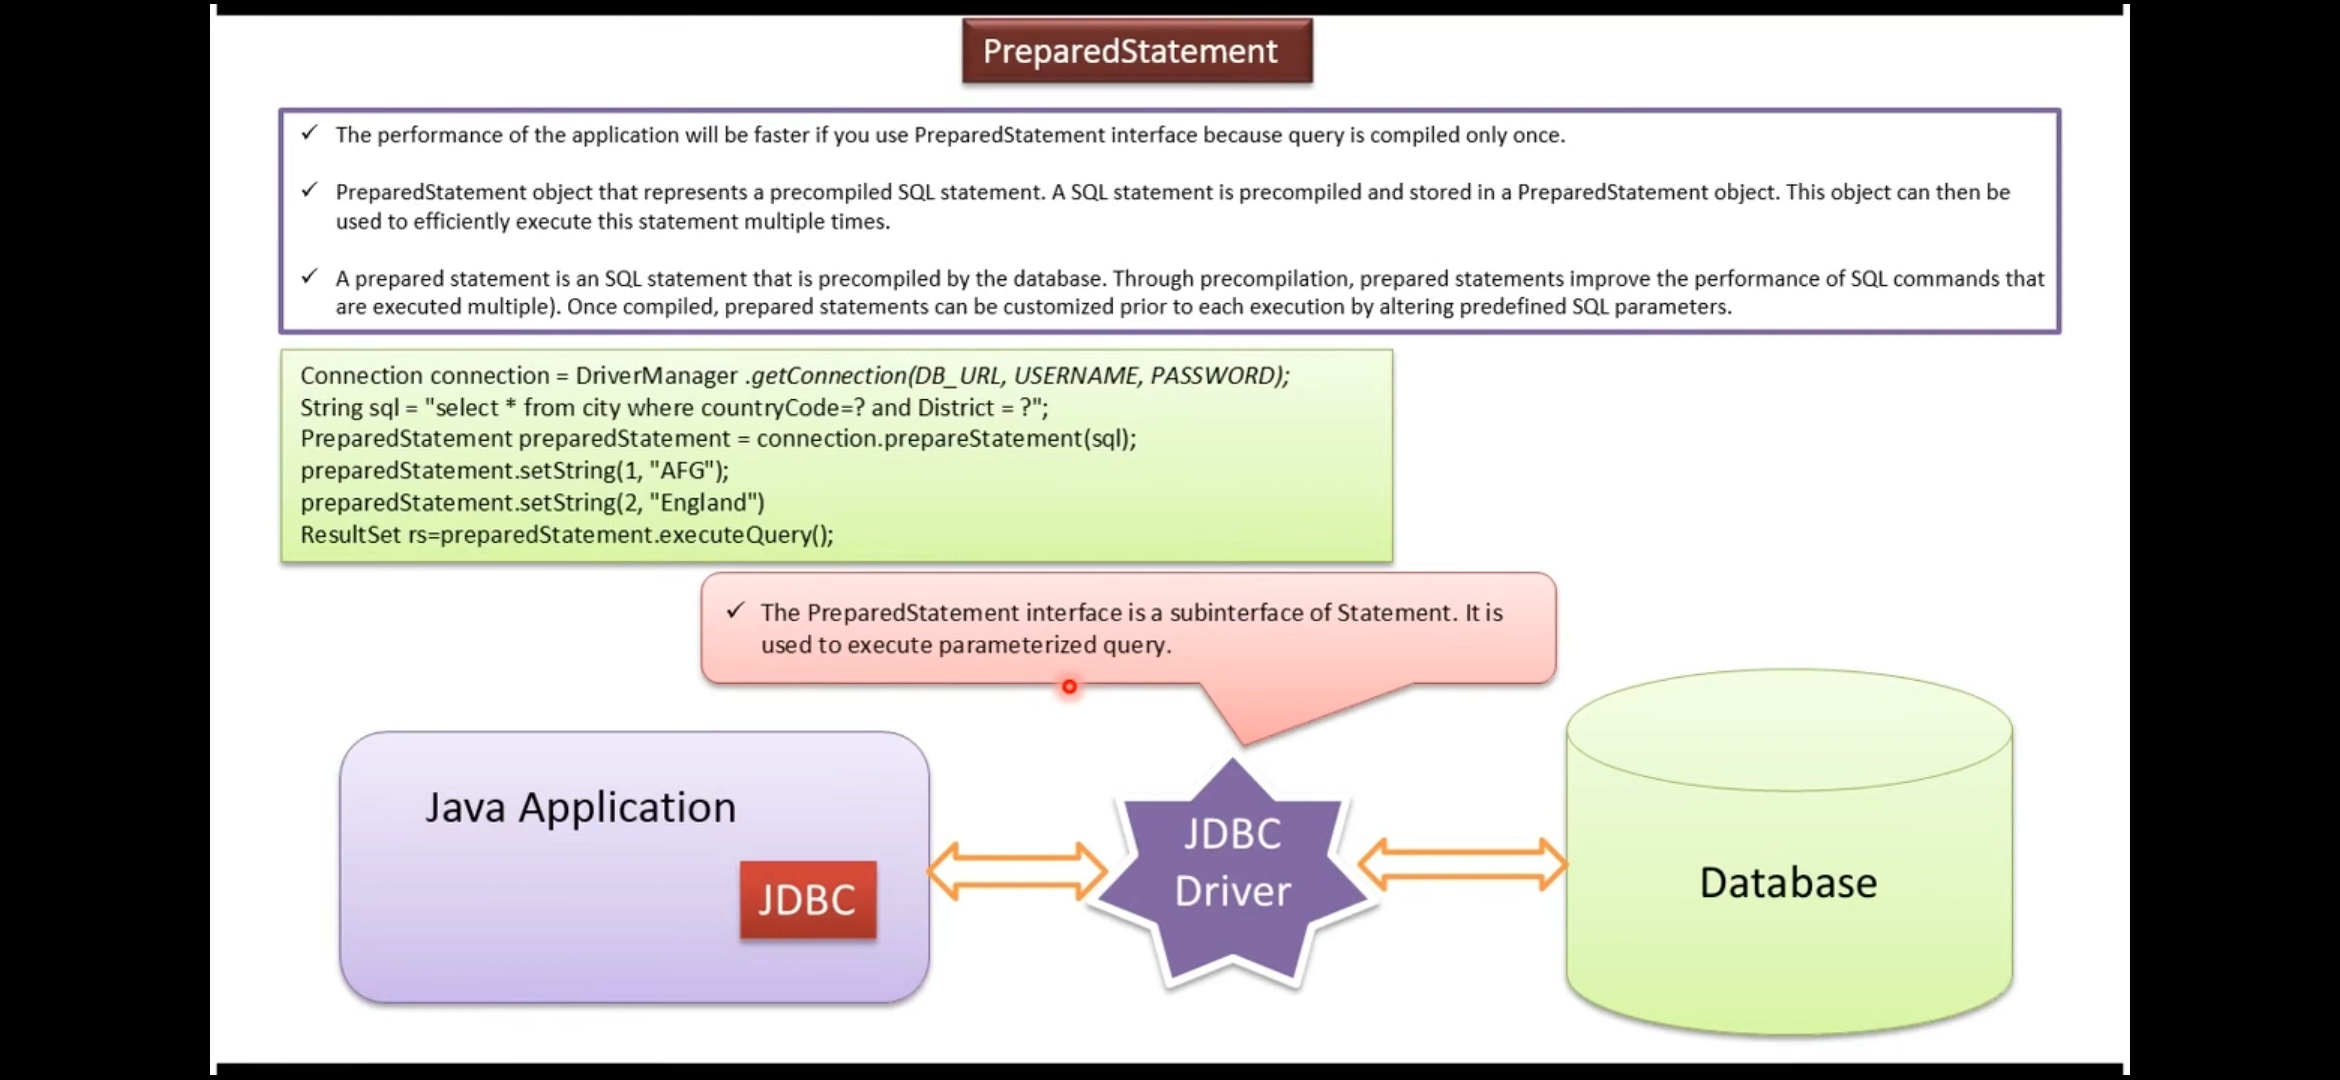 PreparedStatement
✓ The performance of the application will be faster if you use PreparedStatement interface because query is compiled only once.
✓ PreparedStatement object that represents a precompiled SQL statement. A SQL statement is precompiled and stored in a PreparedStatement object. This object can then be
used to efficiently execute this statement multiple times.
✓ A prepared statement is an SQL statement that is precompiled by the database. Through precompilation, prepared statements improve the performance of SQL commands that
are executed multiple). Once compiled, prepared statements can be customized prior to each execution by altering predefined SQL parameters.
Connection connection = DriverManager .getConnection(DB_URL, USERNAME, PASSWORD);
String sql = "select * from city where countryCode=? and District = ?";
PreparedStatement preparedStatement = connection.prepareStatement(sql);
preparedStatement.setString(1, "AFG");
preparedStatement.setString(2, "England")
ResultSet rs=preparedStatement.executeQuery();
✓ The PreparedStatement interface is a subinterface of Statement. It is
used to execute parameterized query.
Java Application
JDBC
JDBC
Driver
Database